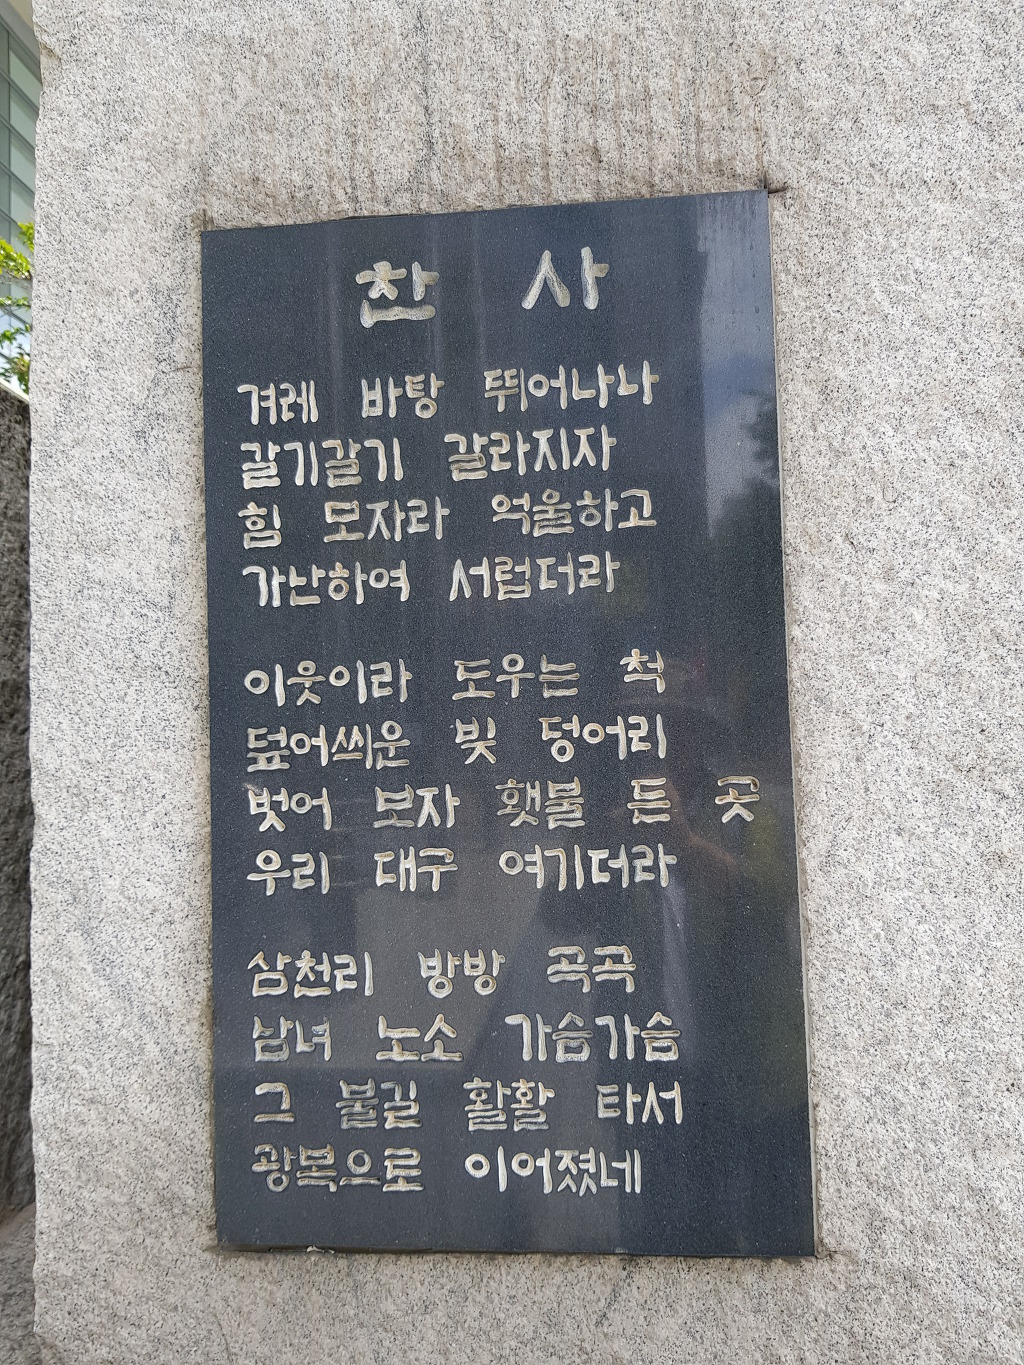 찬 사
겨레 바탕 뛰어나나
갈기갈기 갈라지자
힘 모자라 억울하고
가난하여 서럽더라
이웃이라 도우는 척
덮어씌운 빚 덩어리
벗어 보자 횃불 든 곳
우리 대구 여기더라
삼천리 방방 곡곡
남녀 노소 가슴가슴
그 불길 활활 타서
광복으로 이어졌네